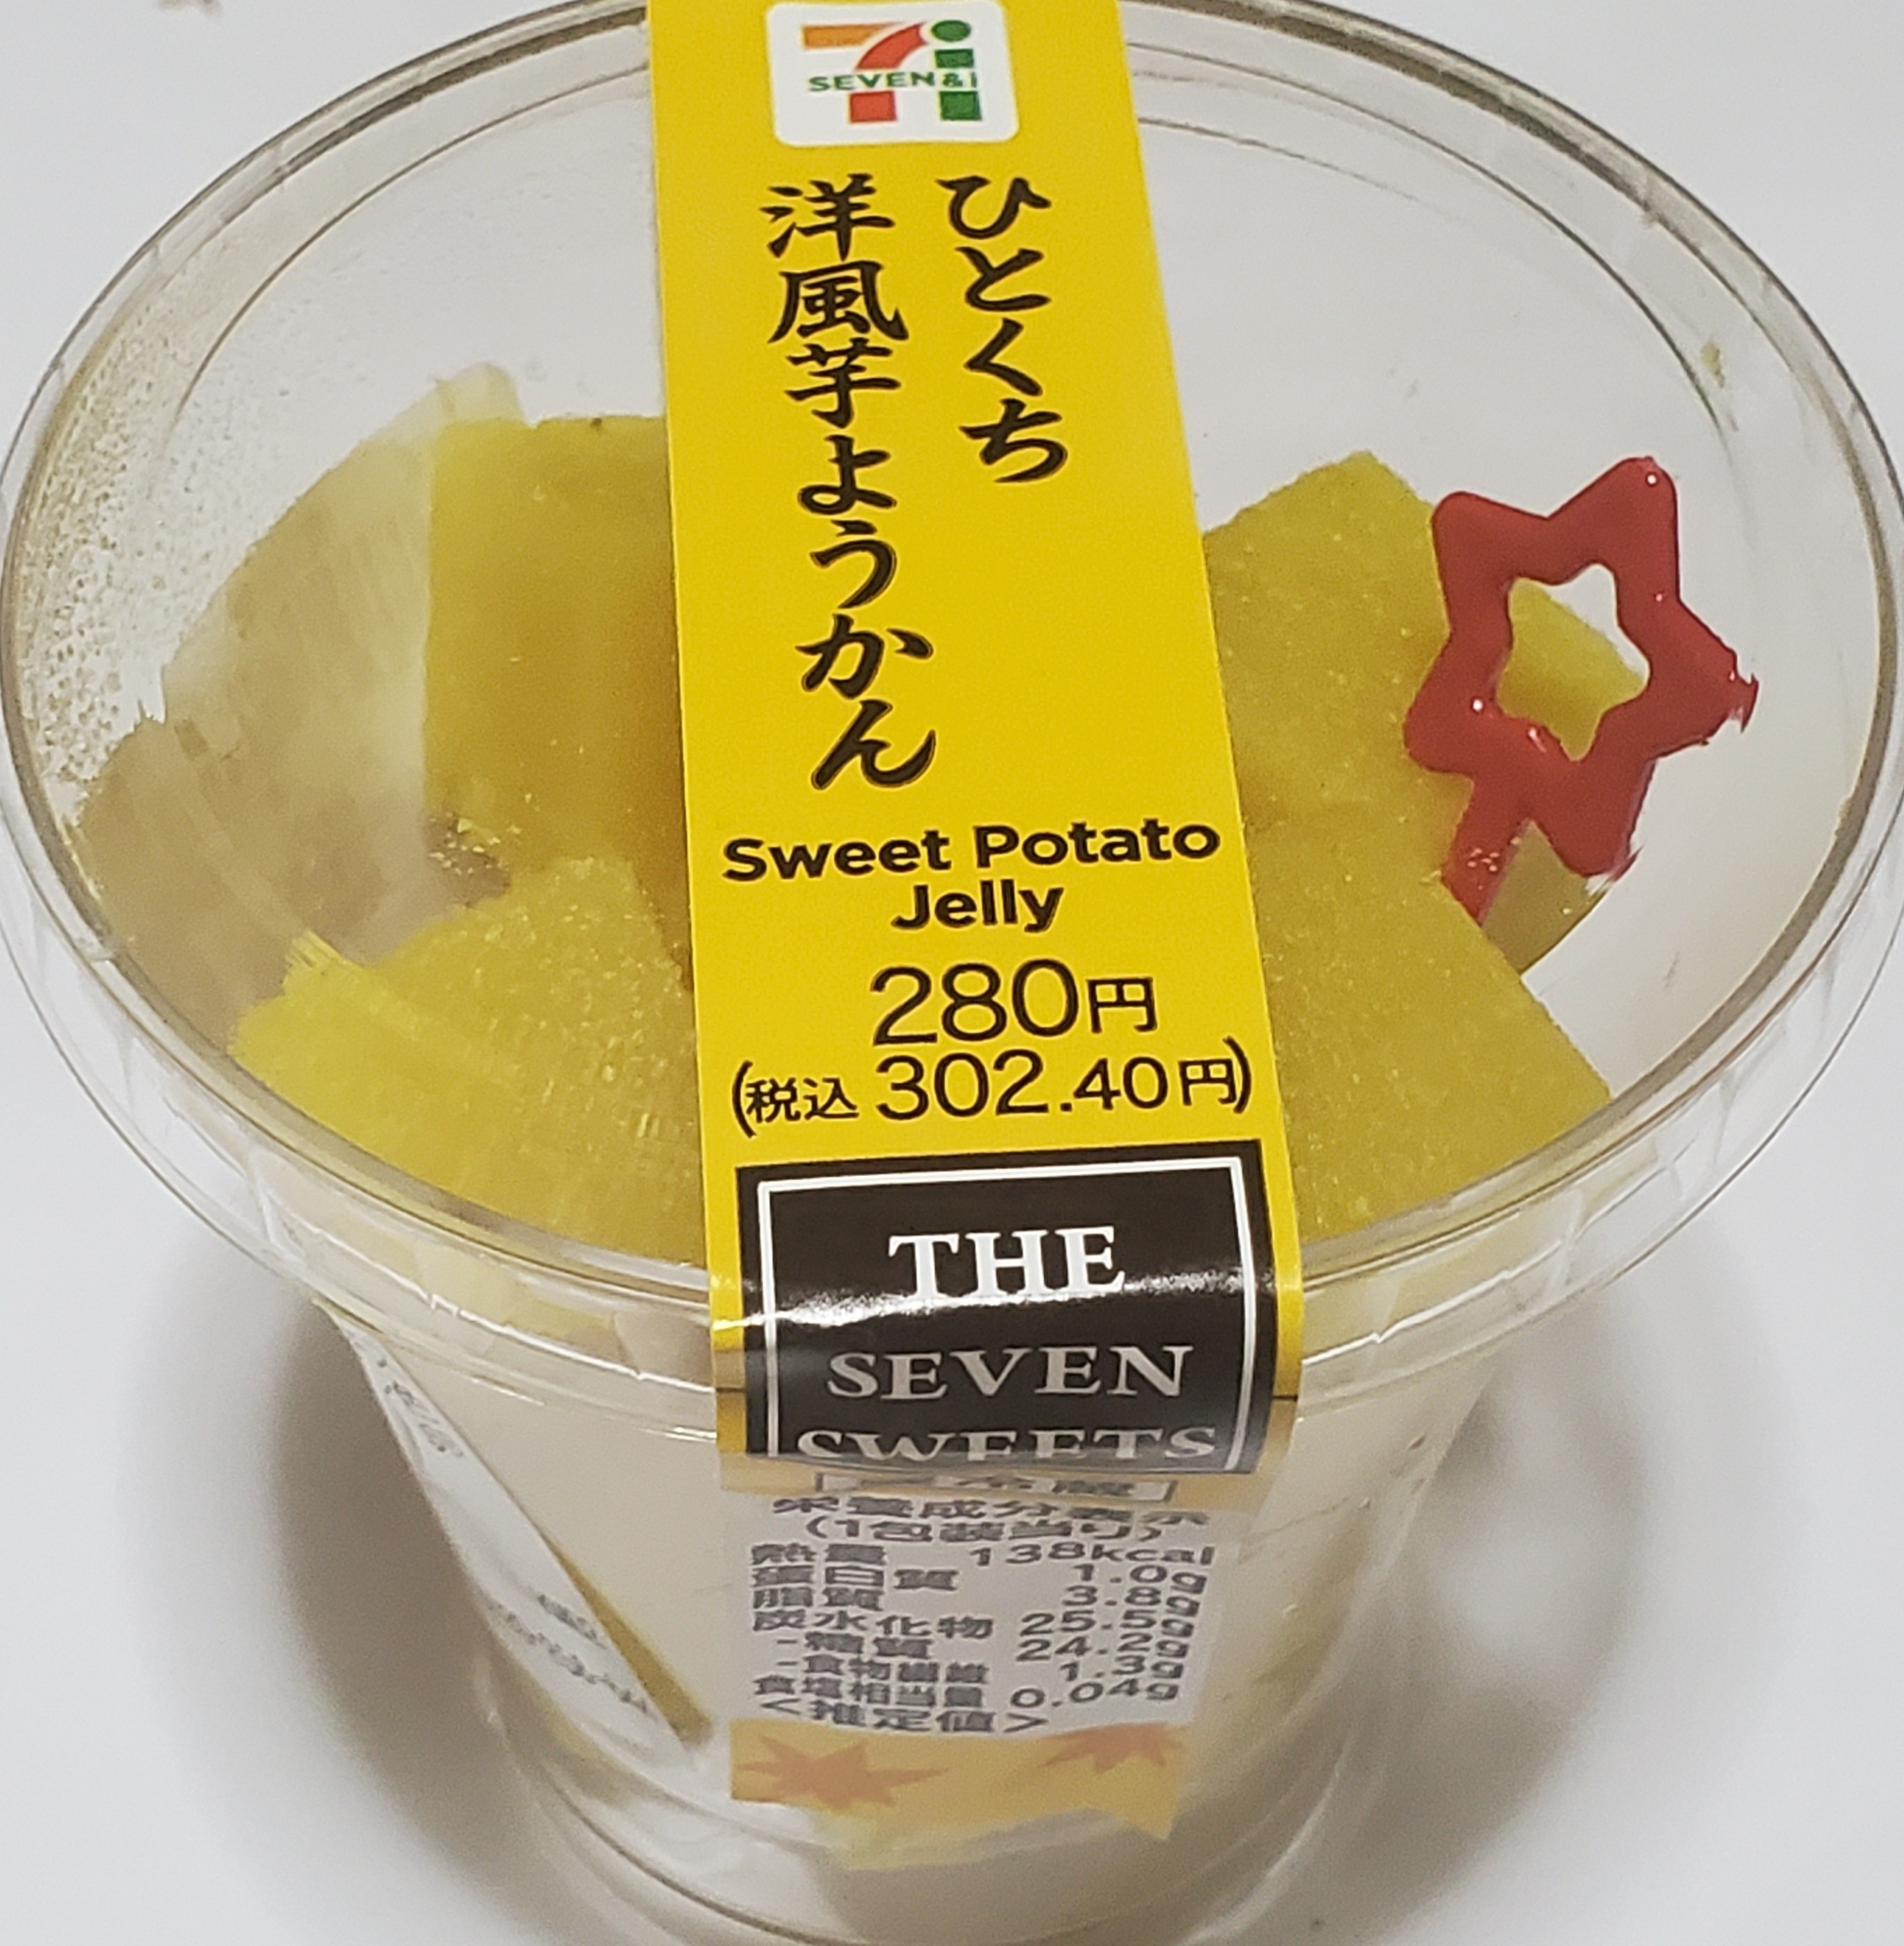 SEVEN&i
ひとくち
洋風芋ようかん
Sweet Potato
Jelly
280円
(税込 302.40円)
THE
SEVEN
SWEETS
栄養成分表示
(1包装当り)
熱量 138kcal
蛋白質 1.0g
脂質 3.8g
炭水化物 25.5g
-糖質 24.2g
-食物繊維 1.3g
食塩相当量 0.04g
<推定値>